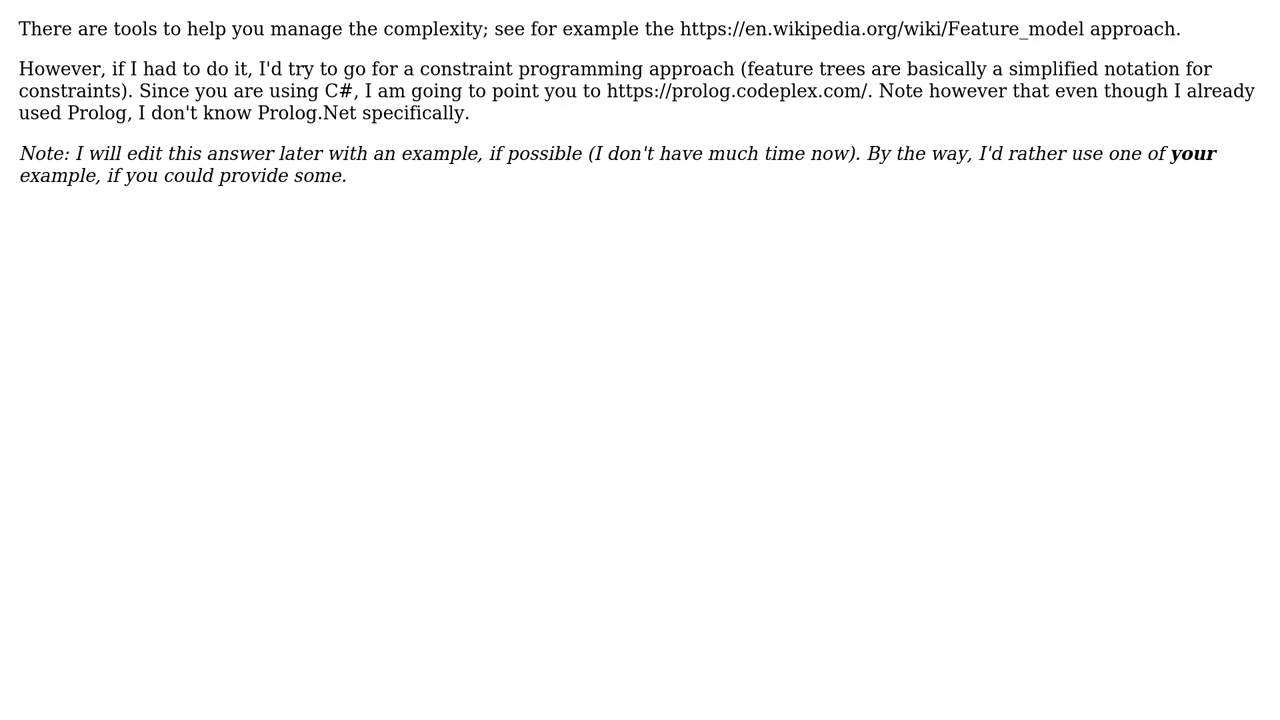 There are tools to help you manage the complexity; see for example the https://en.wikipedia.org/wiki/Feature_model approach.
However, if I had to do it, I'd try to go for a constraint programming approach (feature trees are basically a simplified notation for
constraints). Since you are using C#, I am going to point you to https://prolog.codeplex.com/. Note however that even though I already
used Prolog, I don't know Prolog.Net specifically.
Note: I will edit this answer later with an example, if possible (I don't have much time now). By the way, I'd rather use one of your
example, if you could provide some.